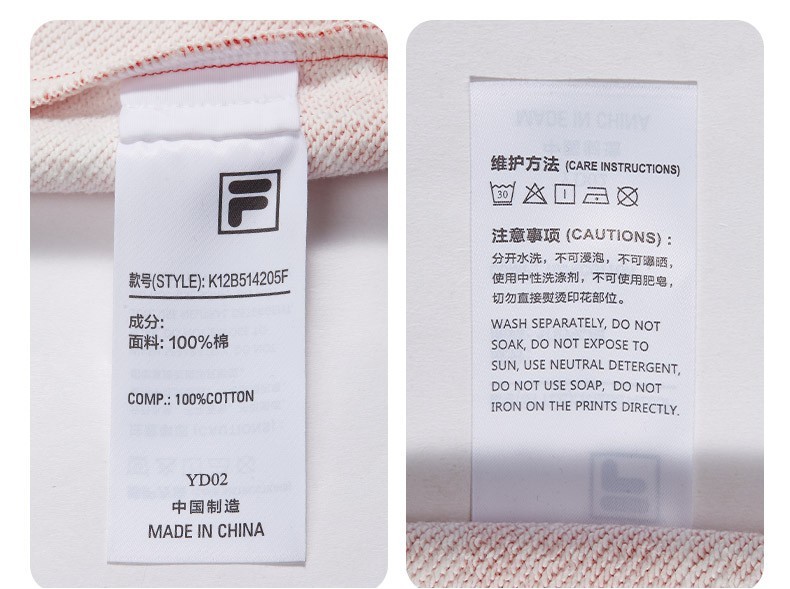 F
款号(STYLE): K12B514205F
成分:
面料: 100%棉
COMP.: 100%COTTON
YD02
中国制造
MADE IN CHINA
MADE IN CHINA
维护方法 (CARE INSTRUCTIONS)
30
注意事项 (CAUTIONS) :
分开水洗，不可浸泡，不可曝晒，
使用中性洗涤剂，不可使用肥皂，
切勿直接熨烫印花部位。
WASH SEPARATELY, DO NOT
SOAK, DO NOT EXPOSE TO
SUN, USE NEUTRAL DETERGENT,
DO NOT USE SOAP, DO NOT
IRON ON THE PRINTS DIRECTLY.